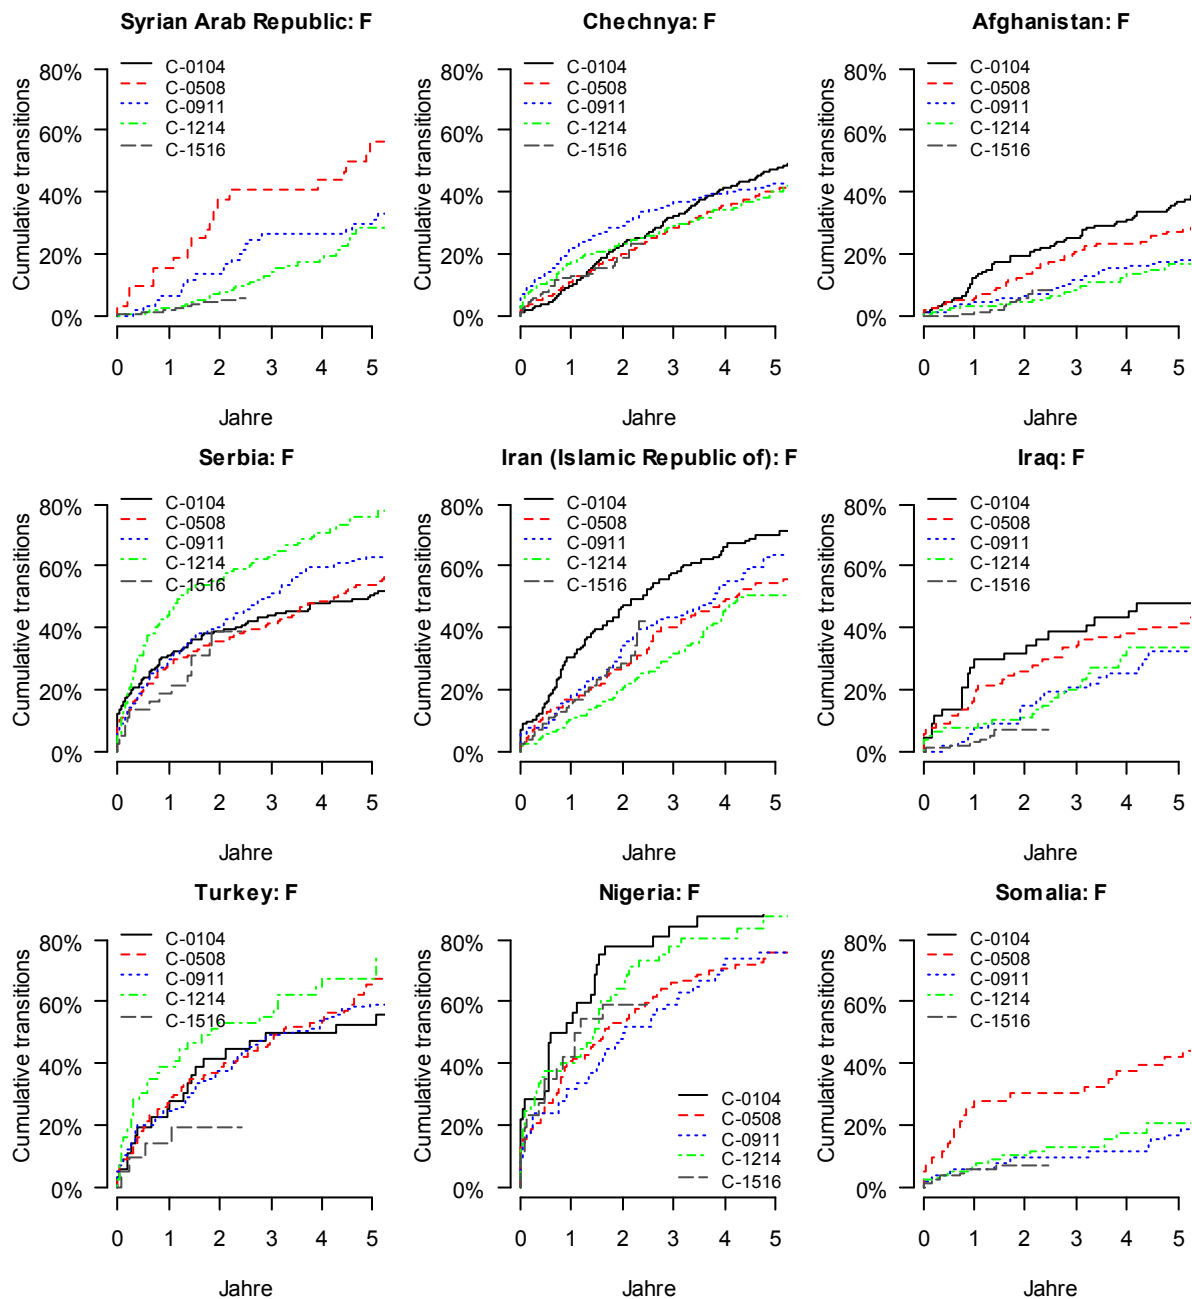 Syrian Arab Republic: F
Cumulative transitions
80%
60%
40%
20%
0%
C-0104
C-0508
C-0911
C-1214
C-1516
0 1 2 3 4 5
Jahre
Chechnya: F
Cumulative transitions
80%
60%
40%
20%
0%
C-0104
C-0508
C-0911
C-1214
C-1516
0 1 2 3 4 5
Jahre
Afghanistan: F
Cumulative transitions
80%
60%
40%
20%
0%
C-0104
C-0508
C-0911
C-1214
C-1516
0 1 2 3 4 5
Jahre
Serbia: F
Cumulative transitions
80%
60%
40%
20%
0%
C-0104
C-0508
C-0911
C-1214
C-1516
0 1 2 3 4 5
Jahre
Iran (Islamic Republic of): F
Cumulative transitions
80%
60%
40%
20%
0%
C-0104
C-0508
C-0911
C-1214
C-1516
0 1 2 3 4 5
Jahre
Iraq: F
Cumulative transitions
80%
60%
40%
20%
0%
C-0104
C-0508
C-0911
C-1214
C-1516
0 1 2 3 4 5
Jahre
Turkey: F
Cumulative transitions
80%
60%
40%
20%
0%
C-0104
C-0508
C-0911
C-1214
C-1516
0 1 2 3 4 5
Jahre
Nigeria: F
Cumulative transitions
80%
60%
40%
20%
0%
C-0104
C-0508
C-0911
C-1214
C-1516
0 1 2 3 4 5
Jahre
Somalia: F
Cumulative transitions
80%
60%
40%
20%
0%
C-0104
C-0508
C-0911
C-1214
C-1516
0 1 2 3 4 5
Jahre